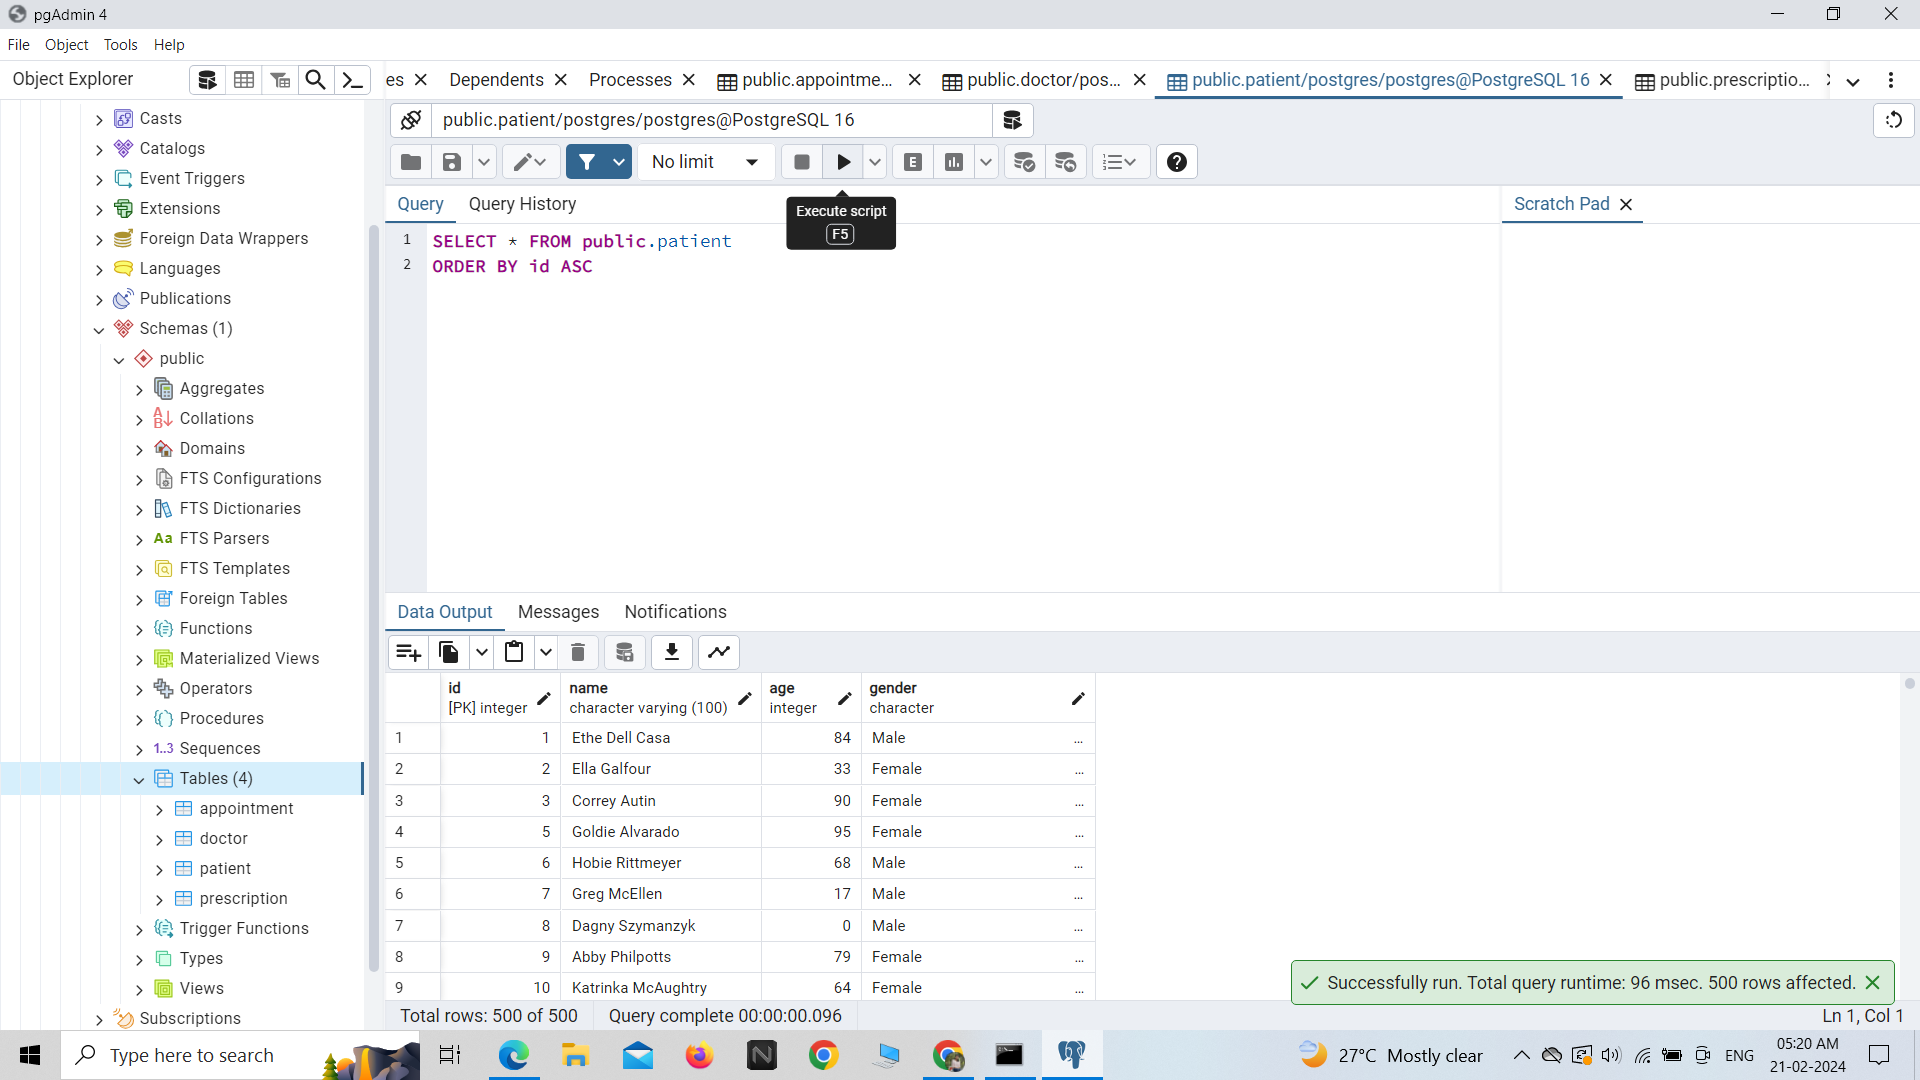 pgAdmin 4
File Object Tools Help
Object Explorer
es Dependents Processes public.appointme... public.doctor/pos... public.patient/postgres/postgres@PostgreSQL 16 public.prescriptio...
public.patient/postgres/postgres@PostgreSQL 16
No limit
E
Query Query History
Execute script
F5
Scratch Pad
1 SELECT * FROM public.patient
2 ORDER BY id ASC
Casts
Catalogs
Event Triggers
Extensions
Foreign Data Wrappers
Languages
Publications
Schemas (1)
public
Aggregates
Collations
Domains
FTS Configurations
FTS Dictionaries
Aa FTS Parsers
FTS Templates
Foreign Tables
Functions
Materialized Views
Operators
Procedures
1..3 Sequences
Tables (4)
appointment
doctor
patient
prescription
Trigger Functions
Types
Views
Subscriptions
Data Output Messages Notifications
id name age gender
[PK] integer character varying (100) integer character
1 1 Ethe Dell Casa 84 Male ...
2 2 Ella Galfour 33 Female ...
3 3 Correy Autin 90 Female ...
4 5 Goldie Alvarado 95 Female ...
5 6 Hobie Rittmeyer 68 Male ...
6 7 Greg McEllen 17 Male ...
7 8 Dagny Szymanzyk 0 Male ...
8 9 Abby Philpotts 79 Female ...
9 10 Katrinka McAughtry 64 Female ...
Successfully run. Total query runtime: 96 msec. 500 rows affected.
Total rows: 500 of 500 Query complete 00:00:00.096 Ln 1, Col 1
Type here to search
27°C Mostly clear
ENG
05:20 AM
21-02-2024